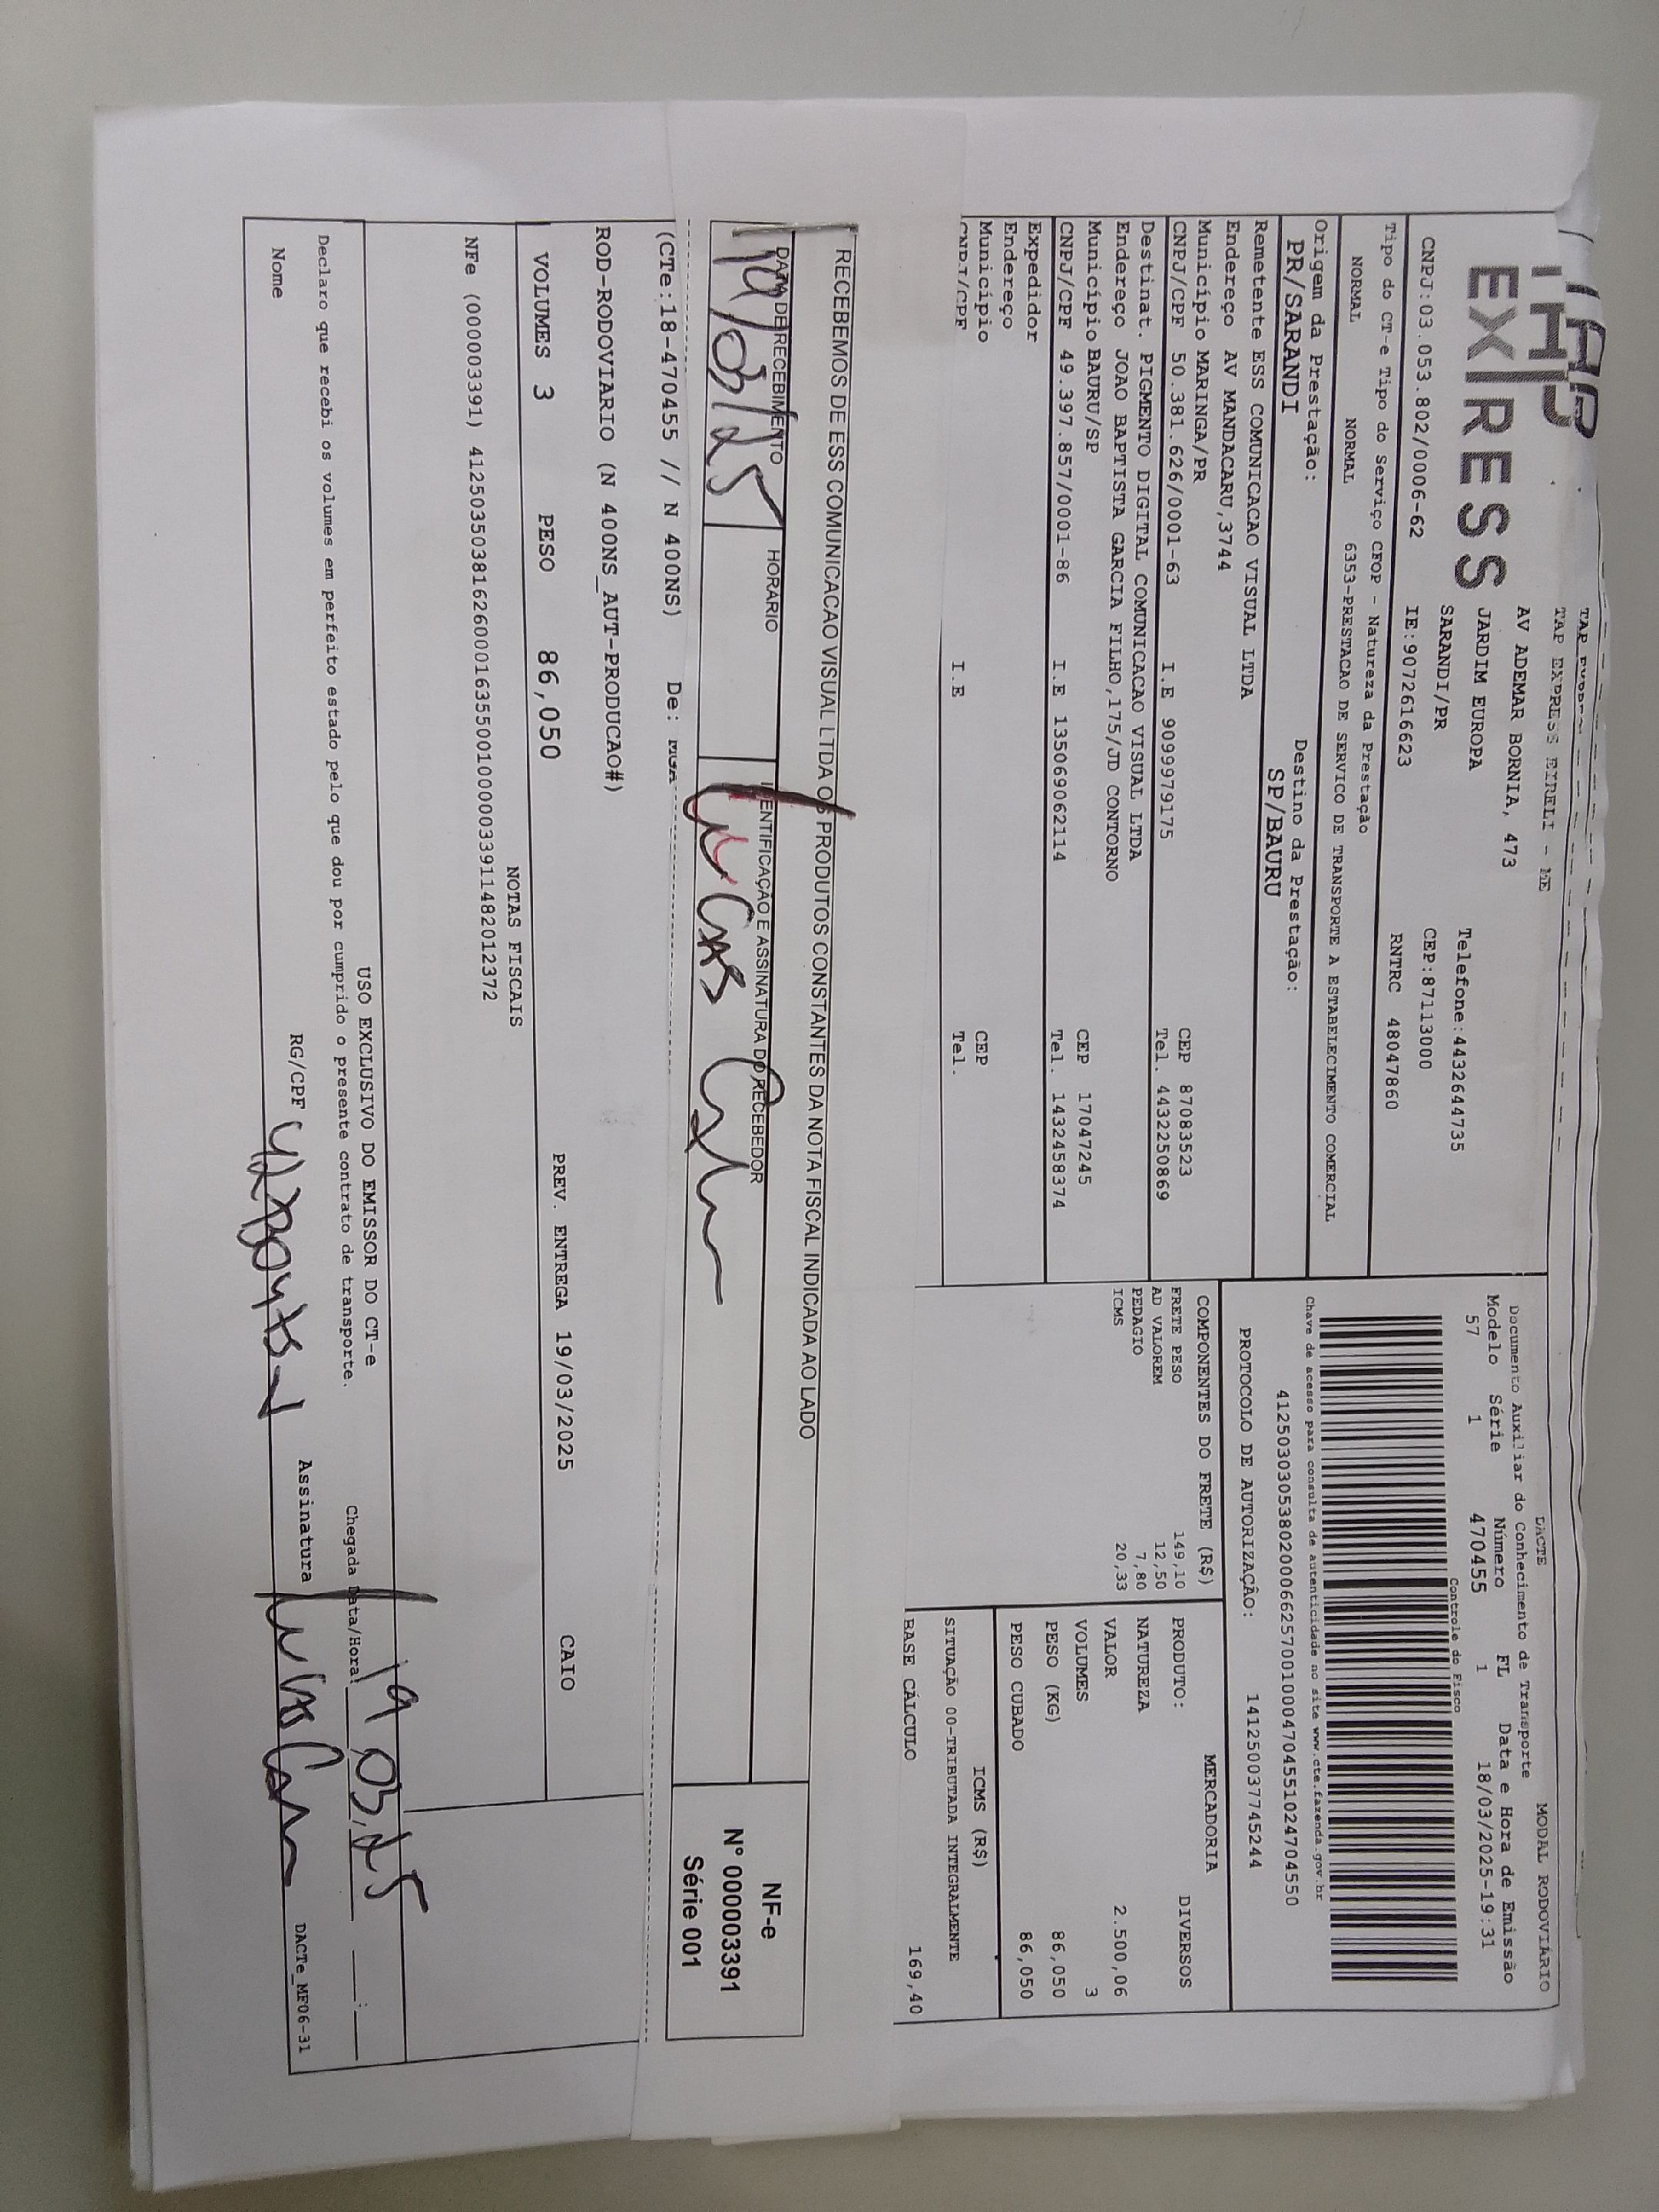 TAP
EXPRESS
TAP EXPRESS EIRELI - ME
AV ADEMAR BORNIA, 473
JARDIM EUROPA
SARANDI/PR
Telefone:4432644735
CEP:87113000
CNPJ:03.053.802/0006-62 IE:9072616623 RNTRC 48047860
Tipo do CT-e Tipo do Serviço CFOP - Natureza da Prestação
NORMAL NORMAL 6353-PRESTACAO DE SERVICO DE TRANSPORTE A ESTABELECIMENTO COMERCIAL
Origem da Prestação: Destino da Prestação:
PR/SARANDI SP/BAURU
Remetente ESS COMUNICACAO VISUAL LTDA
Endereço AV MANDACARU,3744
Município MARINGA/PR CEP 87083523
CNPJ/CPF 50.381.626/0001-63 I.E 9099979175 Tel. 4432250869
Destinat. PIGMENTO DIGITAL COMUNICACAO VISUAL LTDA
Endereço JOAO BAPTISTA GARCIA FILHO,175/JD CONTORNO
Município BAURU/SP CEP 17047245
CNPJ/CPF 49.397.857/0001-86 I.E 135069062114 Tel. 1432458374
Expedidor
Endereço
Município CEP
CNPJ/CPF I.E Tel.
DACTE MODAL RODOVIÁRIO
Documento Auxiliar do Conhecimento de Transporte
Modelo Série Número FL Data e Hora de Emissão
57 1 470455 1 18/03/2025-19:31
Controle do Fisco
Chave de acesso para consulta de autenticidade no site www.cte.fazenda.gov.br
41250303053802000662570010004704551024704550
PROTOCOLO DE AUTORIZAÇÃO: 141250037745244
COMPONENTES DO FRETE (R$)
FRETE PESO 149,10
AD VALOREM 12,50
PEDAGIO 7,80
ICMS 20,33
MERCADORIA
PRODUTO: DIVERSOS
NATUREZA
VALOR 2.500,06
VOLUMES 3
PESO (KG) 86,050
PESO CUBADO 86,050
ICMS (R$)
SITUAÇÃO 00-TRIBUTADA INTEGRALMENTE
BASE CÁLCULO 169,40
RECEBEMOS DE ESS COMUNICACAO VISUAL LTDA OS PRODUTOS CONSTANTES DA NOTA FISCAL INDICADA AO LADO
DATA DE RECEBIMENTO HORÁRIO IDENTIFICAÇÃO E ASSINATURA DO RECEBEDOR
19/03/25 Lucas
NF-e
N° 000003391
Série 001
(CTe:18-470455 // N 400NS) De: MGA
ROD-RODOVIARIO (N 400NS_AUT-PRODUCAO#)
VOLUMES 3 PESO 86,050 PREV. ENTREGA 19/03/2025 CAIO
NOTAS FISCAIS
NFe (000003391) 41250350381626000163550010000033911482012372
USO EXCLUSIVO DO EMISSOR DO CT-e
Declaro que recebi os volumes em perfeito estado pelo que dou por cumprido o presente contrato de transporte.
Chegada Data/Hora 19 03 25
Nome RG/CPF Assinatura Lucas
DACTe_MF06-31